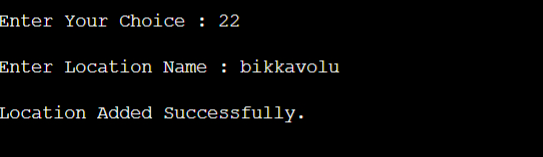 Enter Your Choice : 22
Enter Location Name : bikkavolu
Location Added Successfully.